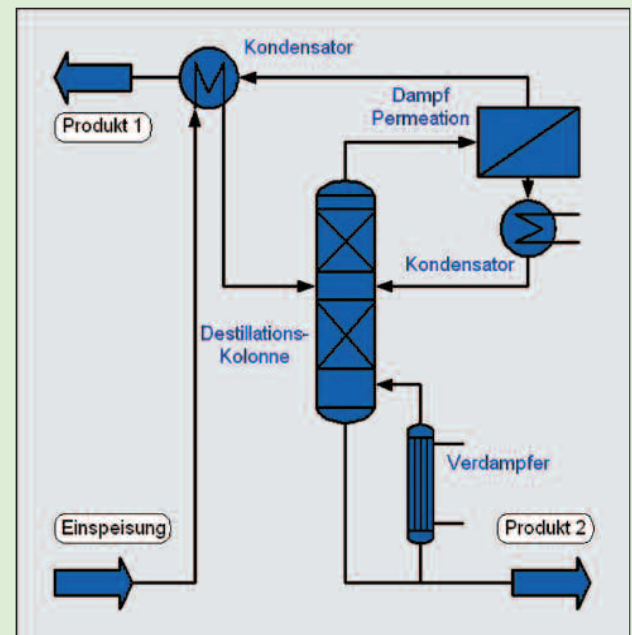 Kondensator
Produkt 1
Dampf
Permeation
Kondensator
Destillations-
Kolonne
Verdampfer
Einspeisung
Produkt 2